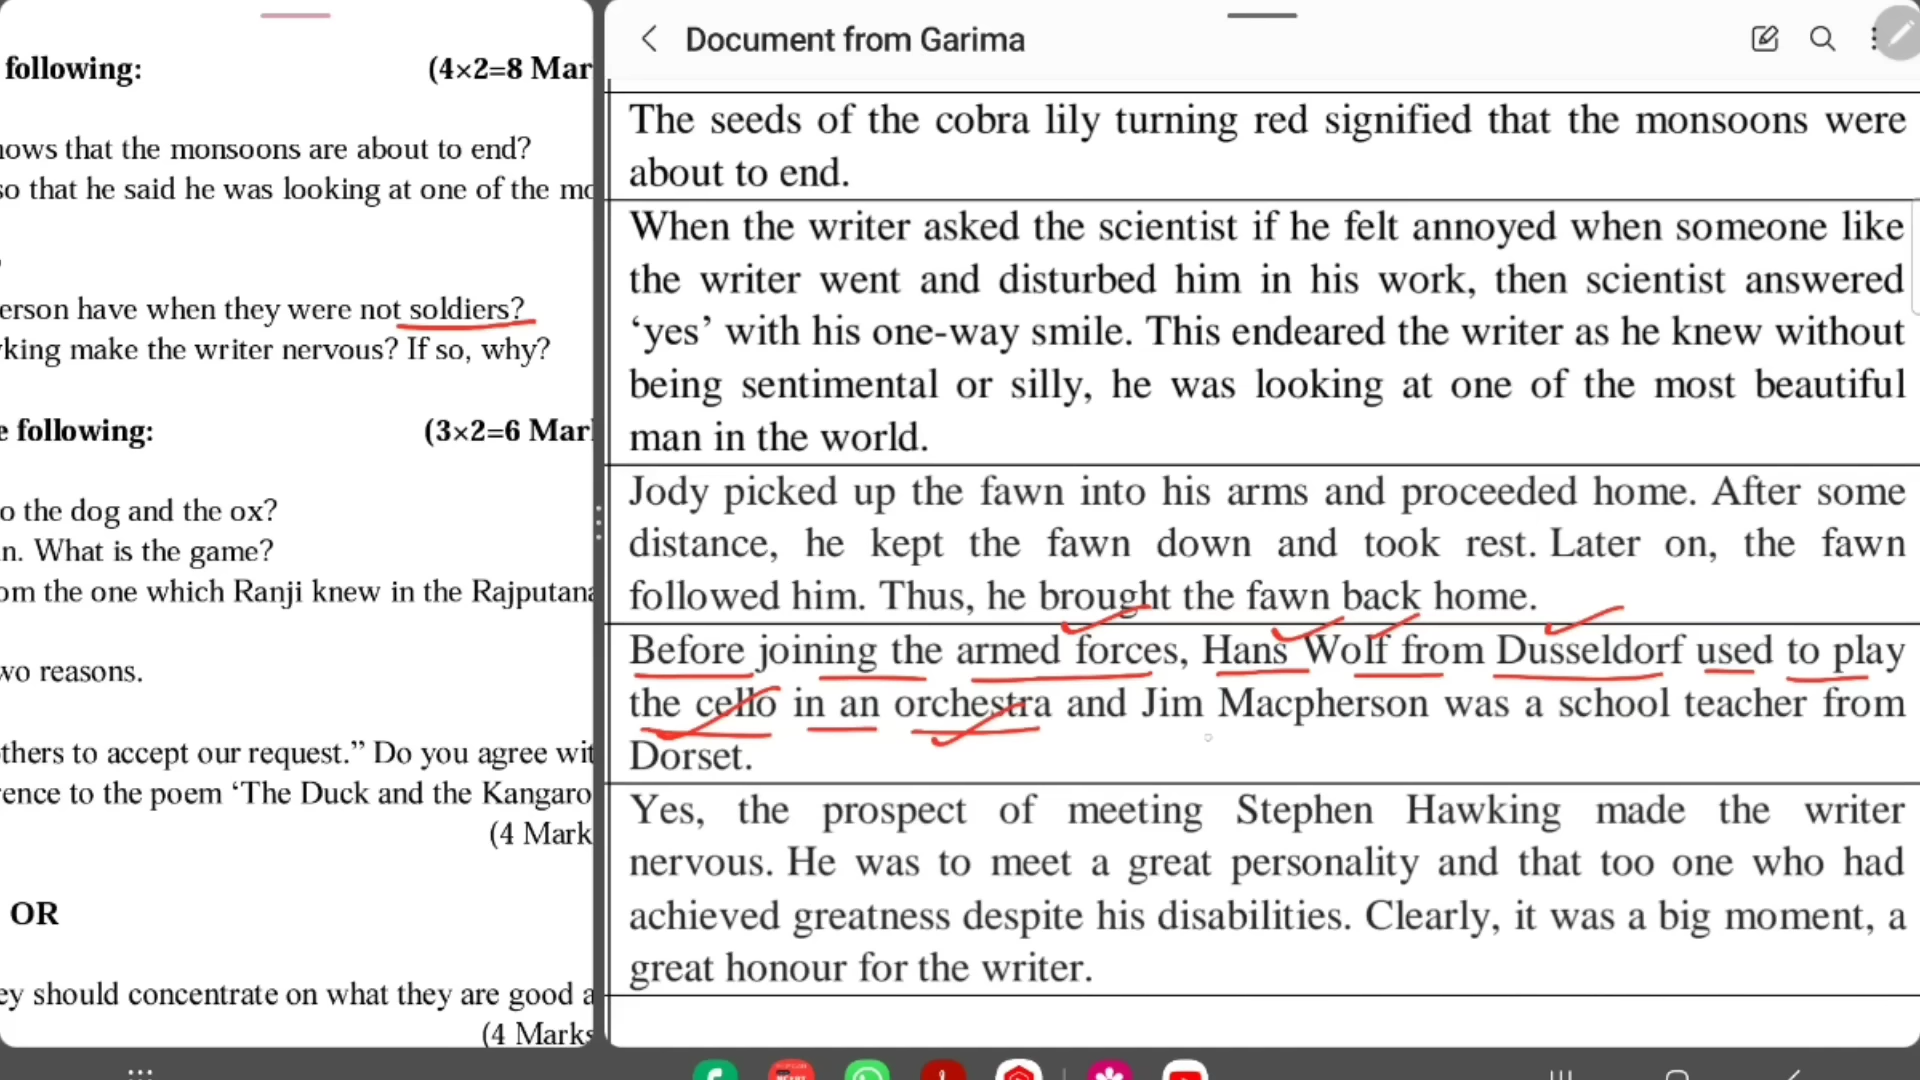 following: (4×2=8 Mar
nows that the monsoons are about to end?
so that he said he was looking at one of the mo
erson have when they were not soldiers?
king make the writer nervous? If so, why?
e following: (3×2=6 Mar
o the dog and the ox?
n. What is the game?
om the one which Ranji knew in the Rajputana
wo reasons.
thers to accept our request.” Do you agree wit
rence to the poem ‘The Duck and the Kangaro
(4 Mark
OR
ey should concentrate on what they are good a
(4 Marks
Document from Garima
The seeds of the cobra lily turning red signified that the monsoons were
about to end.
When the writer asked the scientist if he felt annoyed when someone like
the writer went and disturbed him in his work, then scientist answered
‘yes’ with his one-way smile. This endeared the writer as he knew without
being sentimental or silly, he was looking at one of the most beautiful
man in the world.
Jody picked up the fawn into his arms and proceeded home. After some
distance, he kept the fawn down and took rest. Later on, the fawn
followed him. Thus, he brought the fawn back home.
Before joining the armed forces, Hans Wolf from Dusseldorf used to play
the cello in an orchestra and Jim Macpherson was a school teacher from
Dorset.
Yes, the prospect of meeting Stephen Hawking made the writer
nervous. He was to meet a great personality and that too one who had
achieved greatness despite his disabilities. Clearly, it was a big moment, a
great honour for the writer.